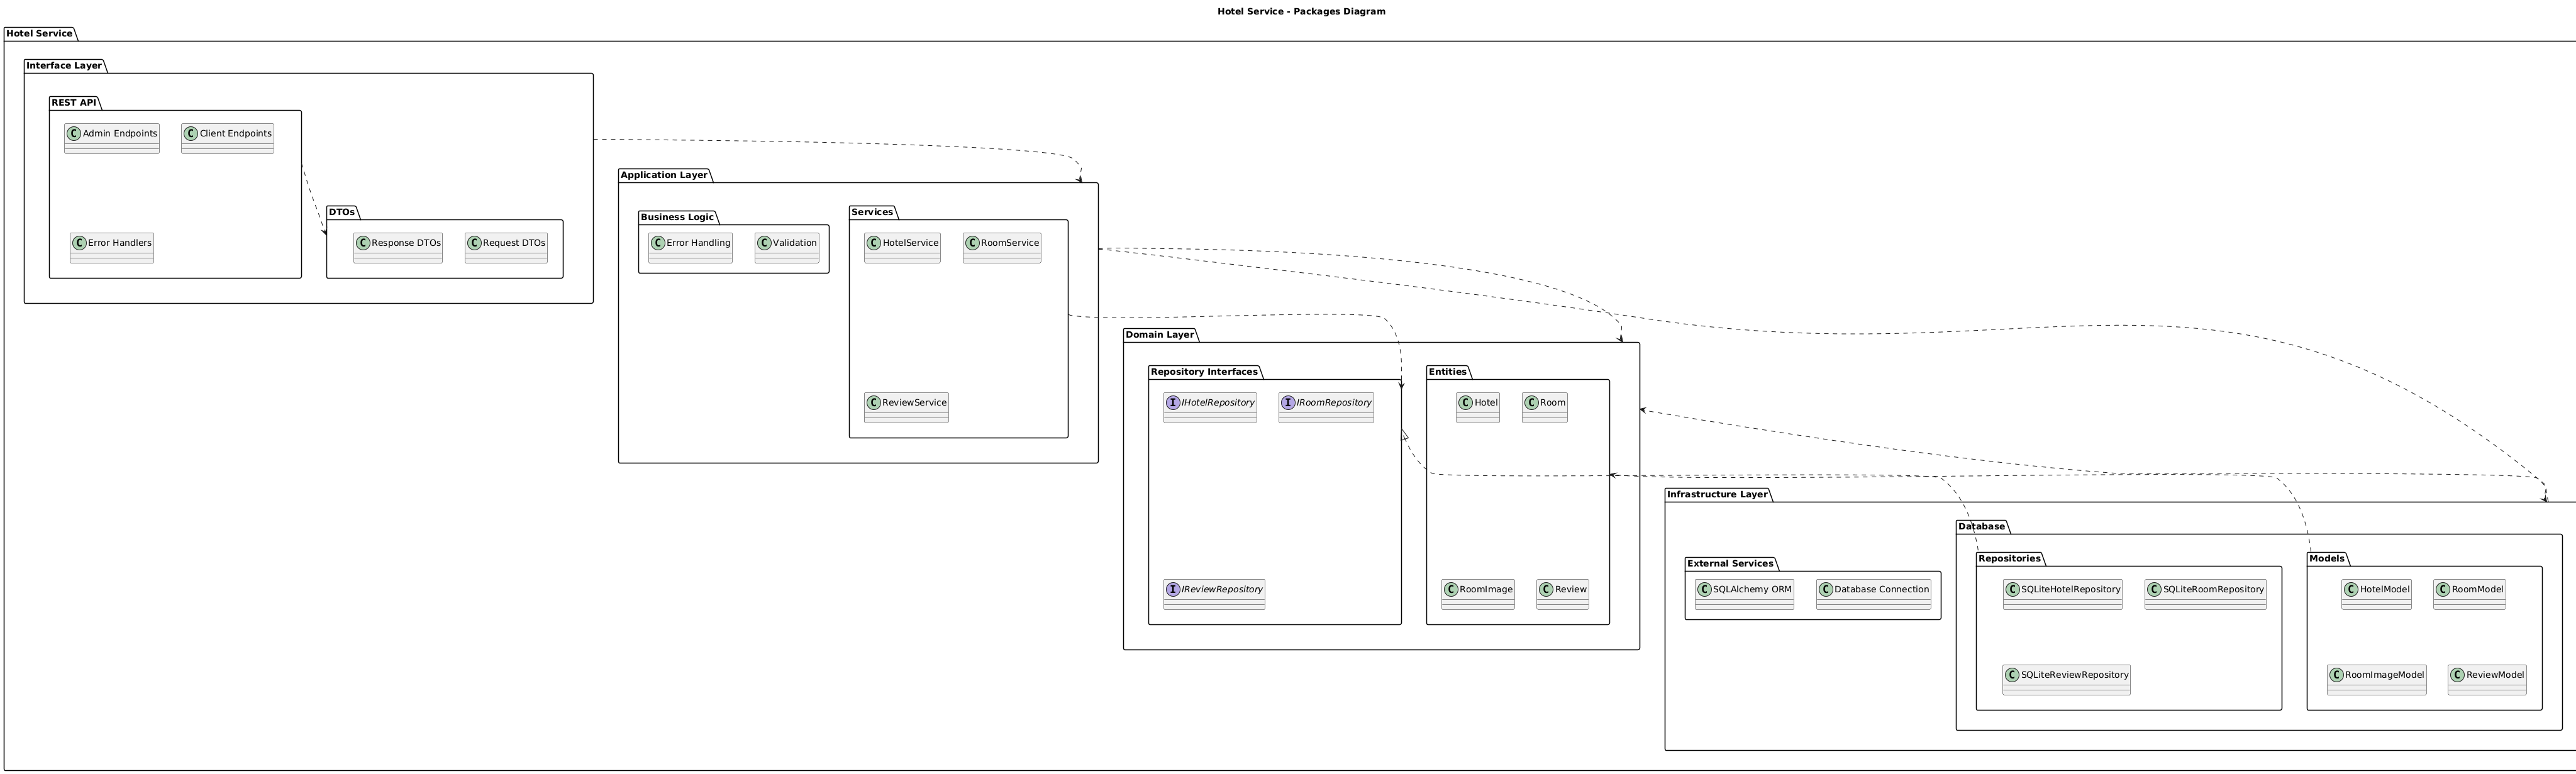 Hotel Service - Packages Diagram
Hotel Service
Interface Layer
REST API
C Admin Endpoints
C Client Endpoints
C Error Handlers
DTOs
C Response DTOs
C Request DTOs
Application Layer
Business Logic
C Error Handling
C Validation
Services
C HotelService
C RoomService
C ReviewService
Domain Layer
Repository Interfaces
I IHotelRepository
I IRoomRepository
I IReviewRepository
Entities
C Hotel
C Room
C RoomImage
C Review
Infrastructure Layer
External Services
C SQLAlchemy ORM
C Database Connection
Database
Repositories
C SQLiteHotelRepository
C SQLiteRoomRepository
C SQLiteReviewRepository
Models
C HotelModel
C RoomModel
C RoomImageModel
C ReviewModel